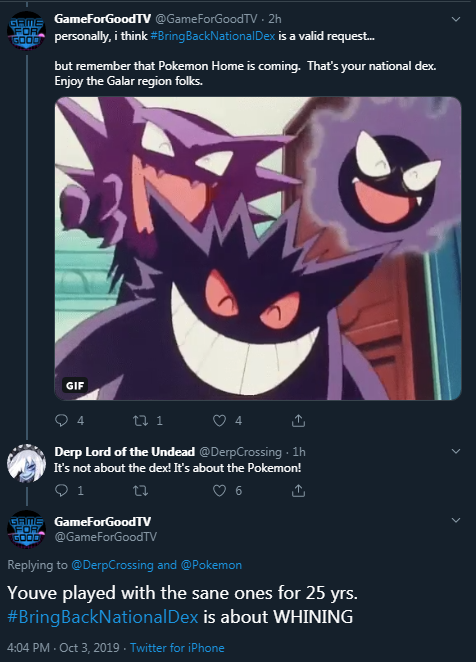 GameForGoodTV @GameForGoodTV · 2h
personally, i think #BringBackNationalDex is a valid request...
but remember that Pokemon Home is coming. That's your national dex.
Enjoy the Galar region folks.
GIF
4 1 4
Derp Lord of the Undead @DerpCrossing · 1h
It's not about the dex! It's about the Pokemon!
1 6
GAME
FOR
GOOD
GameForGoodTV
@GameForGoodTV
Replying to @DerpCrossing and @Pokemon
Youve played with the sane ones for 25 yrs.
#BringBackNationalDex is about WHINING
4:04 PM · Oct 3, 2019 · Twitter for iPhone